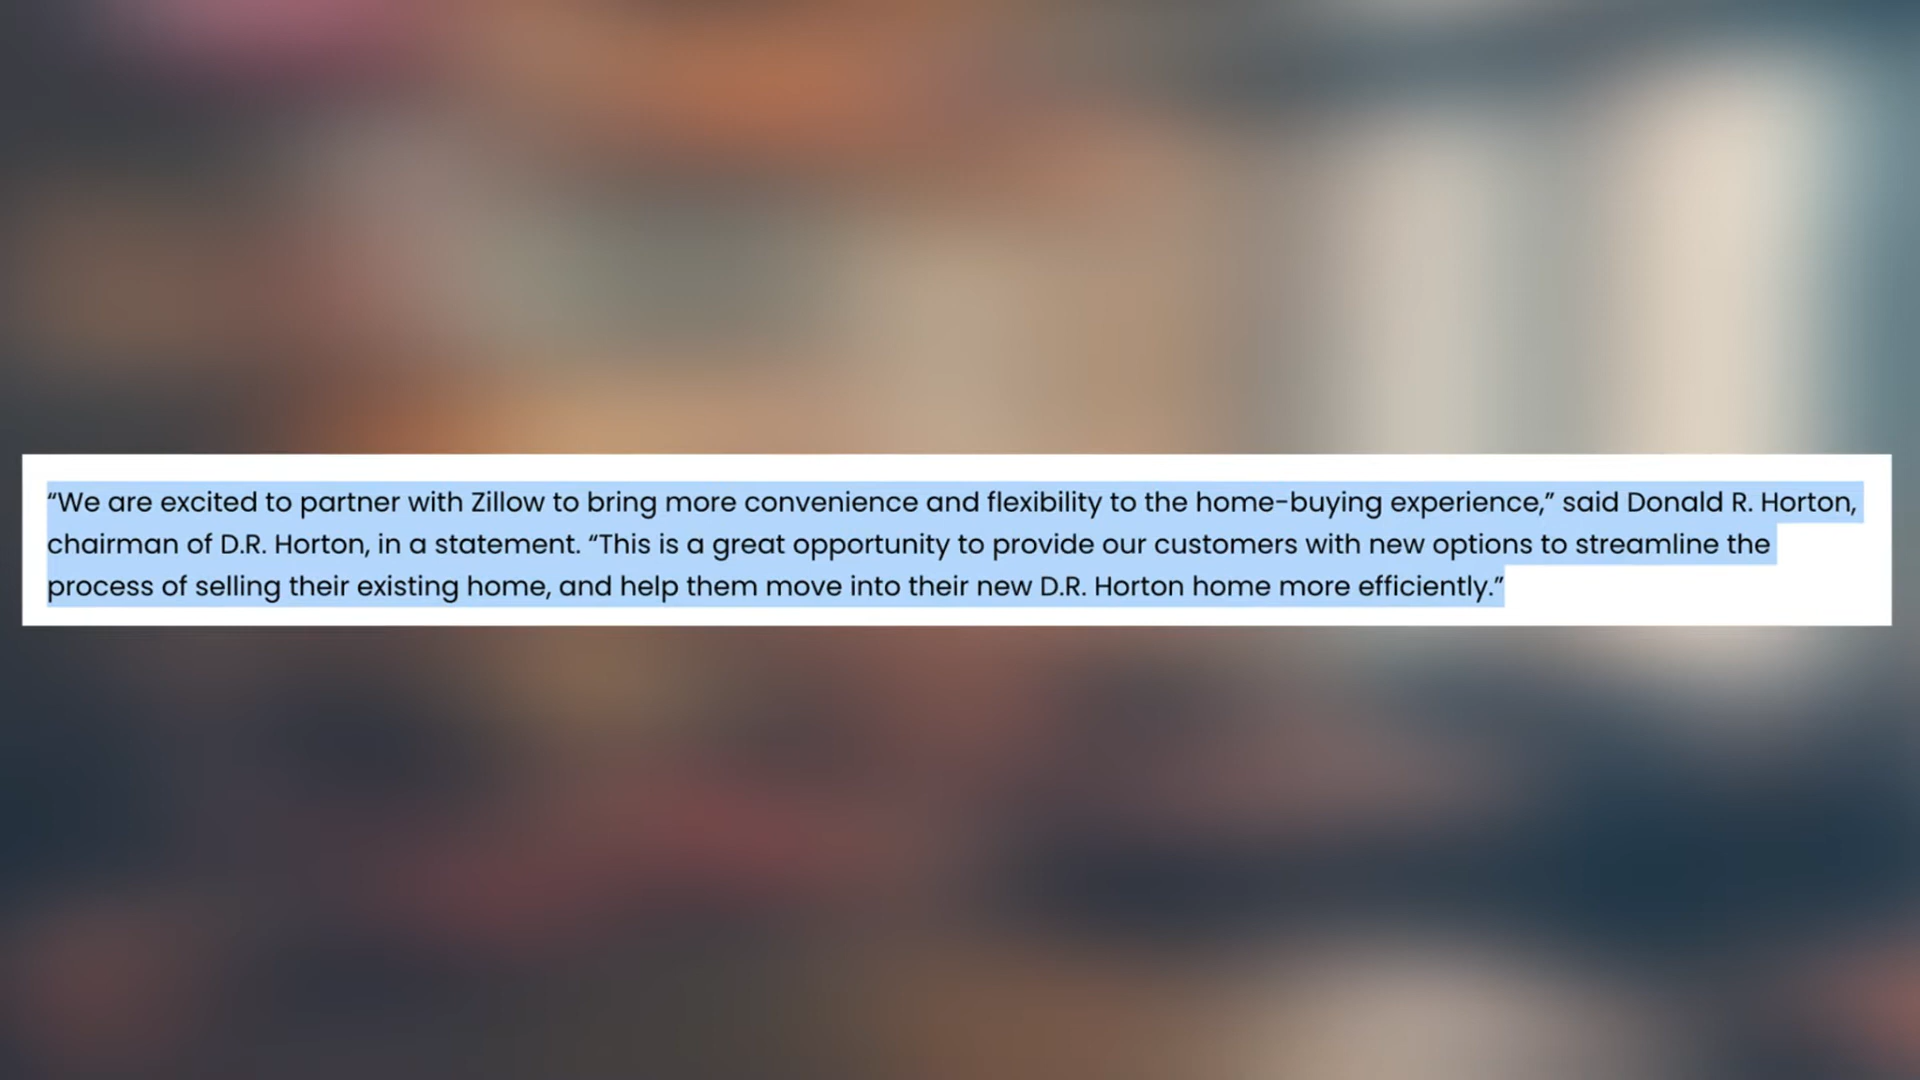 “We are excited to partner with Zillow to bring more convenience and flexibility to the home-buying experience,” said Donald R. Horton,
chairman of D.R. Horton, in a statement. “This is a great opportunity to provide our customers with new options to streamline the
process of selling their existing home, and help them move into their new D.R. Horton home more efficiently.”